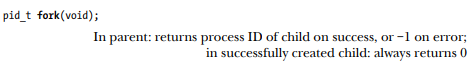 pid_t fork(void);
In parent: returns process ID of child on success, or −1 on error;
in successfully created child: always returns 0